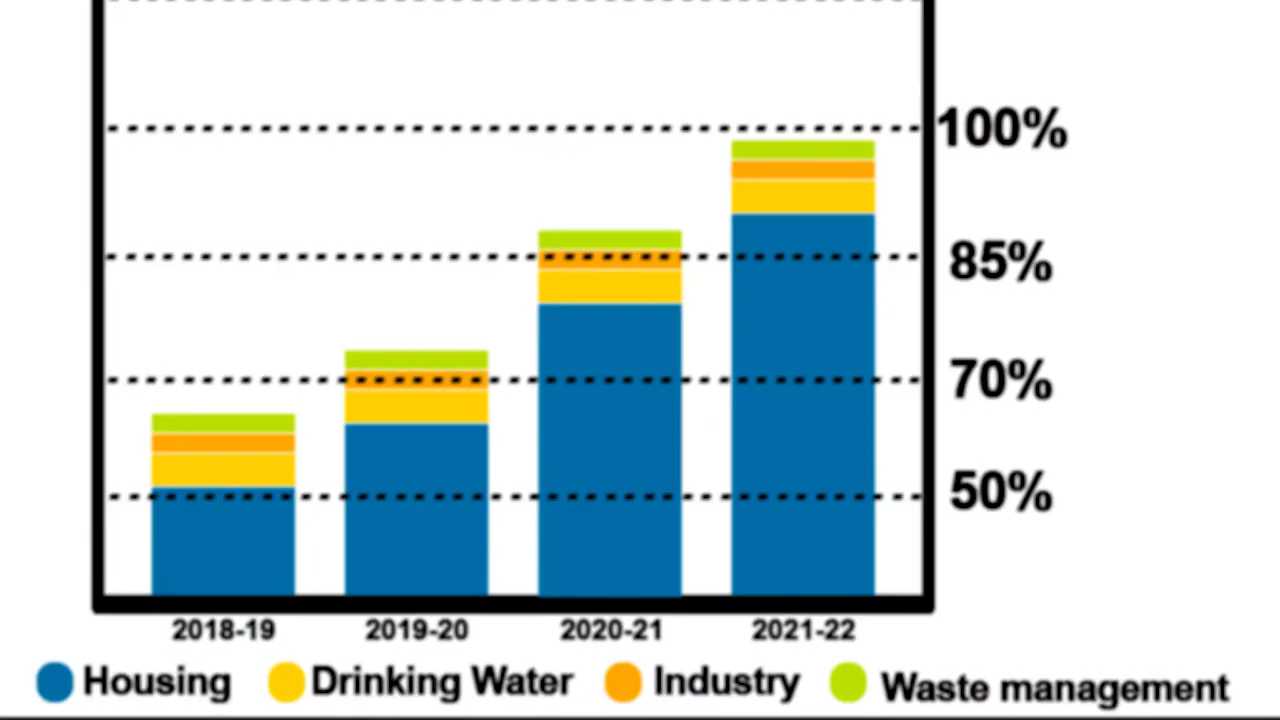 100%
85%
70%
50%
2018-19 2019-20 2020-21 2021-22
Housing Drinking Water Industry Waste management